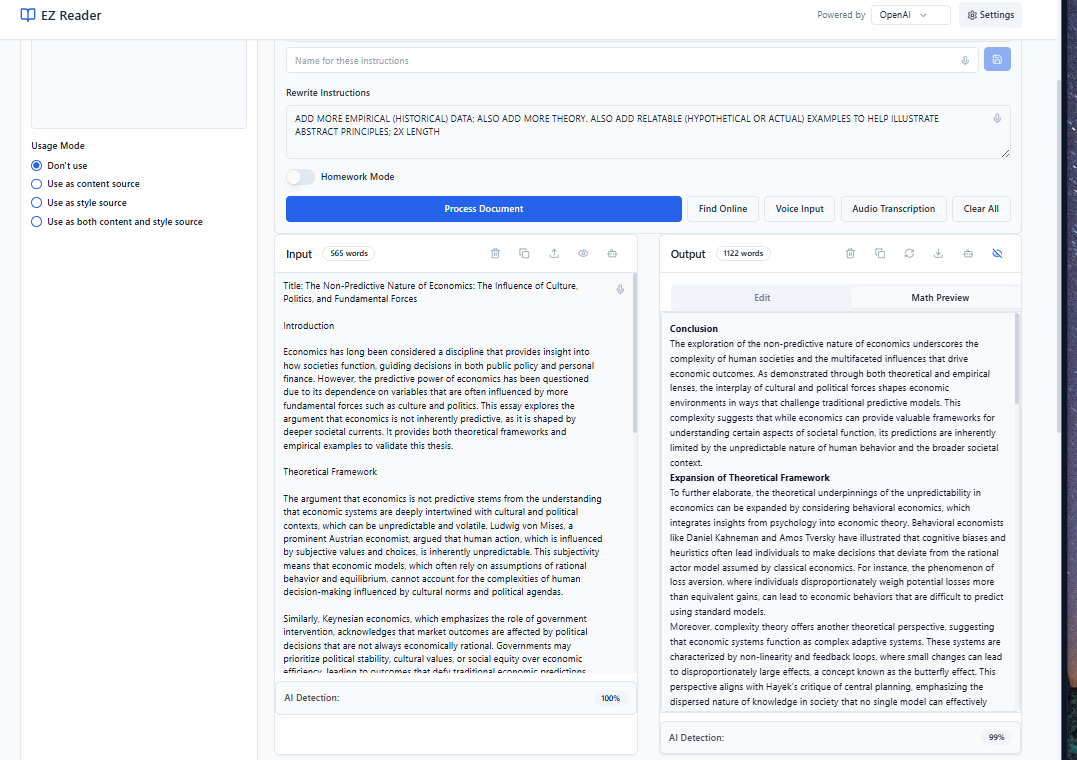 EZ Reader
Powered by
OpenAI
Settings
Name for these instructions
Rewrite Instructions
ADD MORE EMPIRICAL (HISTORICAL) DATA; ALSO ADD MORE THEORY. ALSO ADD RELATABLE (HYPOTHETICAL OR ACTUAL) EXAMPLES TO HELP ILLUSTRATE
ABSTRACT PRINCIPLES; 2X LENGTH
Usage Mode
Don't use
Use as content source
Use as style source
Use as both content and style source
Homework Mode
Process Document
Find Online
Voice Input
Audio Transcription
Clear All
Input
565 words
Title: The Non-Predictive Nature of Economics: The Influence of Culture,
Politics, and Fundamental Forces
Introduction
Economics has long been considered a discipline that provides insight into
how societies function, guiding decisions in both public policy and personal
finance. However, the predictive power of economics has been questioned
due to its dependence on variables that are often influenced by more
fundamental forces such as culture and politics. This essay explores the
argument that economics is not inherently predictive, as it is shaped by
deeper societal currents. It provides both theoretical frameworks and
empirical examples to validate this thesis.
Theoretical Framework
The argument that economics is not predictive stems from the understanding
that economic systems are deeply intertwined with cultural and political
contexts, which can be unpredictable and volatile. Ludwig von Mises, a
prominent Austrian economist, argued that human action, which is influenced
by subjective values and choices, is inherently unpredictable. This subjectivity
means that economic models, which often rely on assumptions of rational
behavior and equilibrium, cannot account for the complexities of human
decision-making influenced by cultural norms and political agendas.
Similarly, Keynesian economics, which emphasizes the role of government
intervention, acknowledges that market outcomes are affected by political
decisions that are not always economically rational. Governments may
prioritize political stability, cultural values, or social equity over economic
efficiency, leading to outcomes that defy traditional economic predictions.
AI Detection:
100%
Output
1122 words
Edit
Math Preview
Conclusion
The exploration of the non-predictive nature of economics underscores the
complexity of human societies and the multifaceted influences that drive
economic outcomes. As demonstrated through both theoretical and empirical
lenses, the interplay of cultural and political forces shapes economic
environments in ways that challenge traditional predictive models. This
complexity suggests that while economics can provide valuable frameworks for
understanding certain aspects of societal function, its predictions are inherently
limited by the unpredictable nature of human behavior and the broader societal
context.
Expansion of Theoretical Framework
To further elaborate, the theoretical underpinnings of the unpredictability in
economics can be expanded by considering behavioral economics, which
integrates insights from psychology into economic theory. Behavioral economists
like Daniel Kahneman and Amos Tversky have illustrated that cognitive biases and
heuristics often lead individuals to make decisions that deviate from the rational
actor model assumed by classical economics. For instance, the phenomenon of
loss aversion, where individuals disproportionately weigh potential losses more
than equivalent gains, can lead to economic behaviors that are difficult to predict
using standard models.
Moreover, complexity theory offers another theoretical perspective, suggesting
that economic systems function as complex adaptive systems. These systems are
characterized by non-linearity and feedback loops, where small changes can lead
to disproportionately large effects, a concept known as the butterfly effect. This
perspective aligns with Hayek's critique of central planning, emphasizing the
dispersed nature of knowledge in society that no single model can effectively
AI Detection:
99%